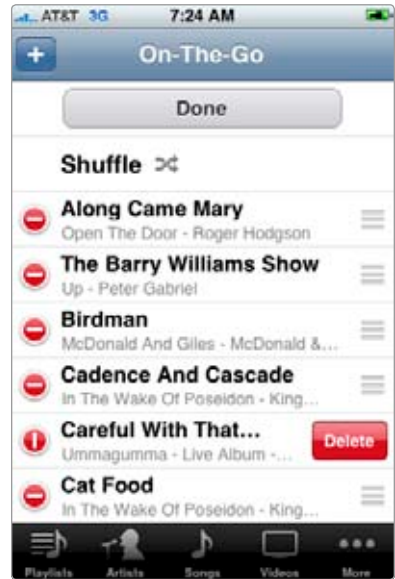 AT&T 3G 7:24 AM
+ On-The-Go
Done
Shuffle
Along Came Mary
Open The Door - Roger Hodgson
The Barry Williams Show
Up - Peter Gabriel
Birdman
McDonald And Giles - McDonald &...
Cadence And Cascade
In The Wake Of Poseidon - King...
Careful With That...
Delete
Ummagumma - Live Album -...
Cat Food
In The Wake Of Poseidon - King...
Playlists Artists Songs Videos More